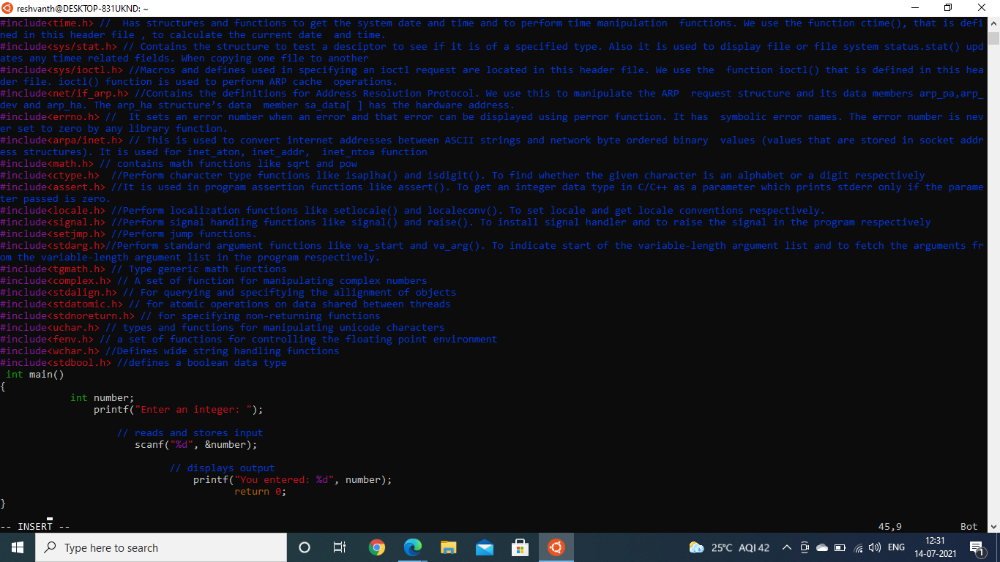 reshvanth@DESKTOP-831UKND: ~
#include<time.h> //  Has structures and functions to get the system date and time and to perform time manipulation  functions. We use the function ctime(), that is defi
ned in this header file , to calculate the current date  and time.
#include<sys/stat.h> // Contains the structure to test a desciptor to see if it is of a specified type. Also it is used to display file or file system status.stat() upd
ates any timee related fields. When copying one file to another
#include<sys/ioctl.h> //Macros and defines used in specifying an ioctl request are located in this header file. We use the  function ioctl() that is defined in this hea
der file. ioctl() function is used to perform ARP cache  operations.
#include<net/if_arp.h> //Contains the definitions for Address Resolution Protocol. We use this to manipulate the ARP  request structure and its data members arp_pa,arp_
dev and arp_ha. The arp_ha structure’s data  member sa_data[ ] has the hardware address.
#include<errno.h> //  It sets an error number when an error and that error can be displayed using perror function. It has  symbolic error names. The error number is nev
er set to zero by any library function.
#include<arpa/inet.h> // This is used to convert internet addresses between ASCII strings and network byte ordered binary  values (values that are stored in socket addr
ess structures). It is used for inet_aton, inet_addr,  inet_ntoa function
#include<math.h> // contains math functions like sqrt and pow
#include<ctype.h>  //Perform character type functions like isaplha() and isdigit(). To find whether the given character is an alphabet or a digit respectively
#include<assert.h> //It is used in program assertion functions like assert(). To get an integer data type in C/C++ as a parameter which prints stderr only if the parame
ter passed is zero.
#include<locale.h> //Perform localization functions like setlocale() and localeconv(). To set locale and get locale conventions respectively.
#include<signal.h> //Perform signal handling functions like signal() and raise(). To install signal handler and to raise the signal in the program respectively
#include<setjmp.h> //Perform jump functions.
#include<stdarg.h>//Perform standard argument functions like va_start and va_arg(). To indicate start of the variable-length argument list and to fetch the arguments fr
om the variable-length argument list in the program respectively.
#include<tgmath.h> // Type generic math functions
#include<complex.h> // A set of function for manipulating complex numbers
#include<stdalign.h> // For querying and speciftying the allignment of objects
#include<stdatomic.h> // for atomic operations on data shared between threads
#include<stdnoreturn.h> // for specifying non-returning functions
#include<uchar.h> // types and functions for manipulating unicode characters
#include<fenv.h> // a set of functions for controlling the floating point environment
#include<wchar.h> //Defines wide string handling functions
#include<stdbool.h> //defines a boolean data type
 int main()
{
            int number;
                printf("Enter an integer: ");
                    // reads and stores input
                       scanf("%d", &number);
                             // displays output
                                 printf("You entered: %d", number);
                                        return 0;
}
-- INSERT --    45,9    Bot
Type here to search
25°C AQI 42
ENG
12:31
14-07-2021
1